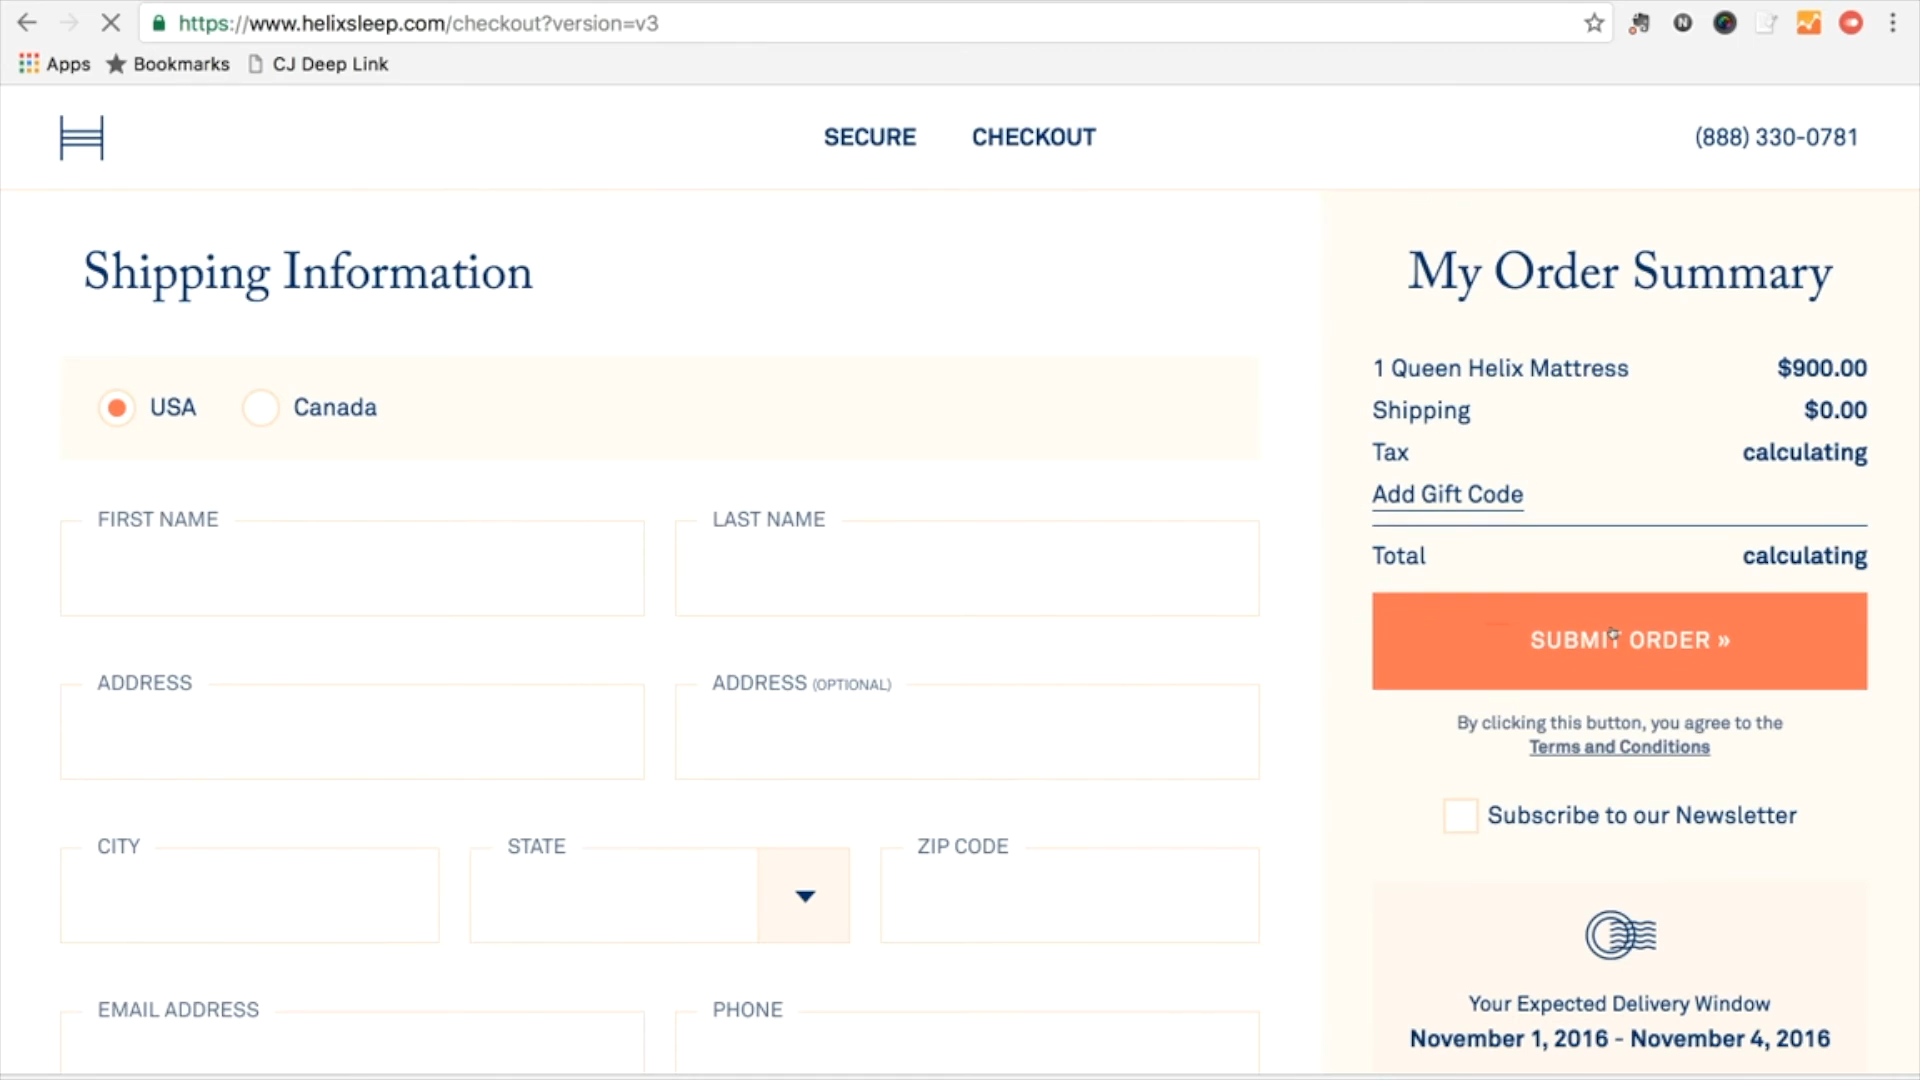 https://www.helixsleep.com/checkout?version=v3
Apps Bookmarks CJ Deep Link
SECURE CHECKOUT (888) 330-0781
Shipping Information
USA Canada
FIRST NAME LAST NAME
ADDRESS ADDRESS (OPTIONAL)
CITY STATE ZIP CODE
EMAIL ADDRESS PHONE
My Order Summary
1 Queen Helix Mattress $900.00
Shipping $0.00
Tax calculating
Add Gift Code
Total calculating
SUBMIT ORDER »
By clicking this button, you agree to the
Terms and Conditions
Subscribe to our Newsletter
Your Expected Delivery Window
November 1, 2016 - November 4, 2016